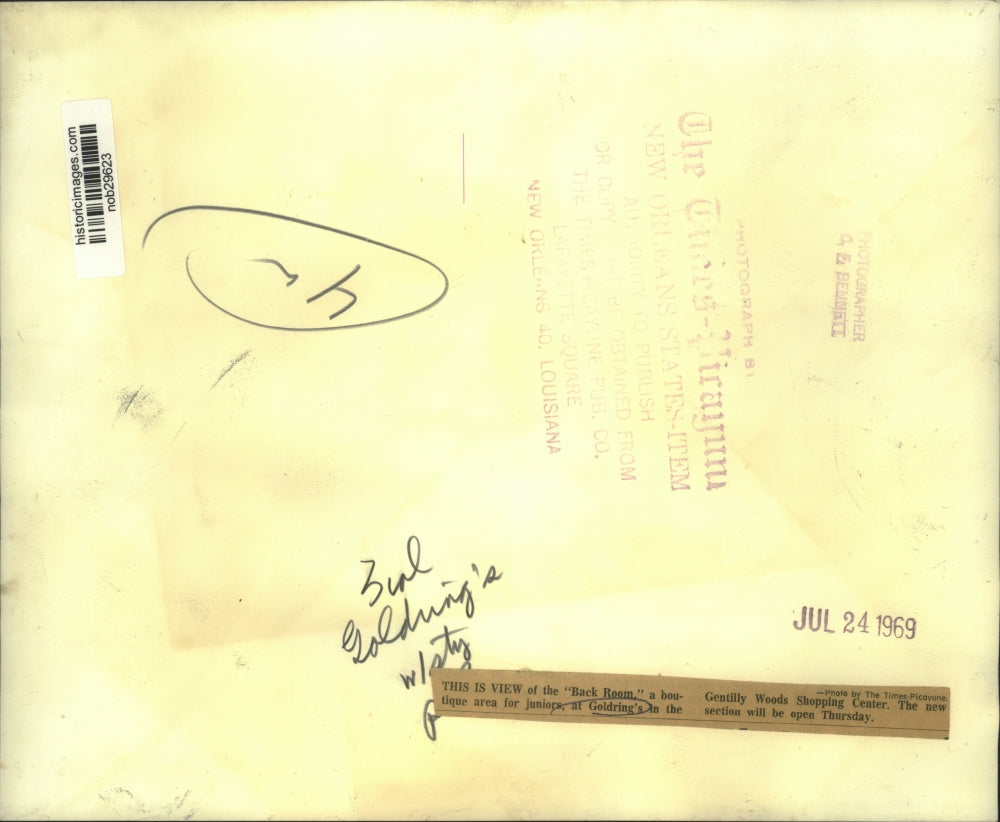 historicimages.com
nob29623
PHOTOGRAPHER
BENNETT
PHOTOGRAPH BY
The Times-Picayune
NEW ORLEANS STATES-ITEM
AUTHORITY TO PUBLISH
OR COPY MUST BE OBTAINED FROM
THE TIMES PICAYUNE PUB. CO.
LAFAYETTE SQUARE
NEW ORLEANS 40, LOUISIANA
Goldring's
w/sty
JUL 24 1969
THIS IS VIEW of the "Back Room," a bou-
tique area for juniors, at Goldring's in the
—Photo by The Times-Picayune.
Gentilly Woods Shopping Center. The new
section will be open Thursday.